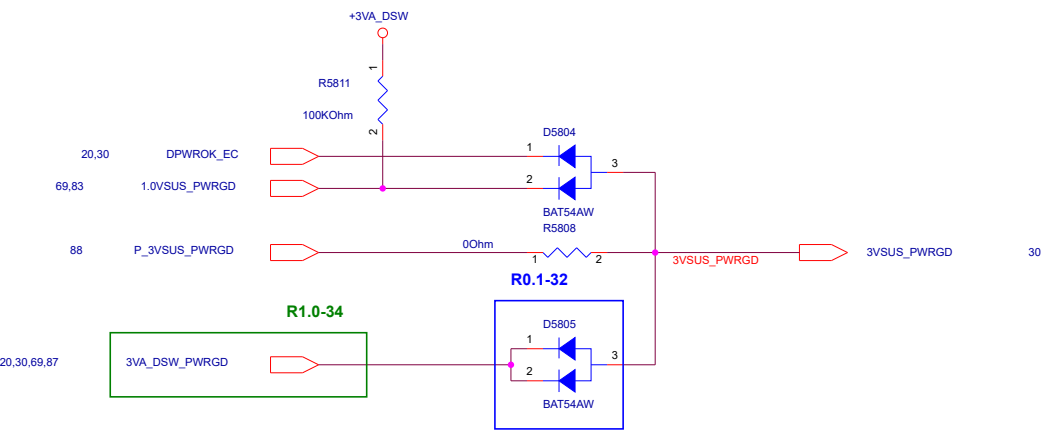 +3VA_DSW
1
R5811
100KOhm
2
D5804
20,30 DPWROK_EC 1
3
69,83 1.0VSUS_PWRGD 2
BAT54AW
R5808
88 P_3VSUS_PWRGD 0Ohm 1 2 3VSUS_PWRGD 3VSUS_PWRGD 30
R0.1-32
R1.0-34
D5805
1
20,30,69,87 3VA_DSW_PWRGD 3
2
BAT54AW